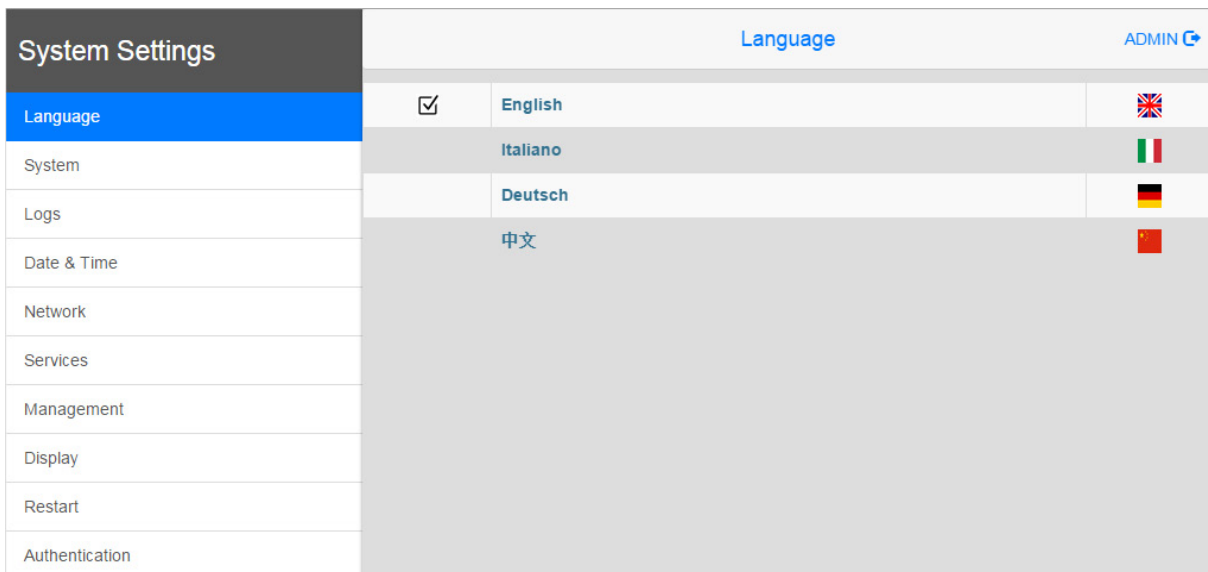 System Settings
Language
System
Logs
Date & Time
Network
Services
Management
Display
Restart
Authentication
Language
ADMIN
English
Italiano
Deutsch
中文